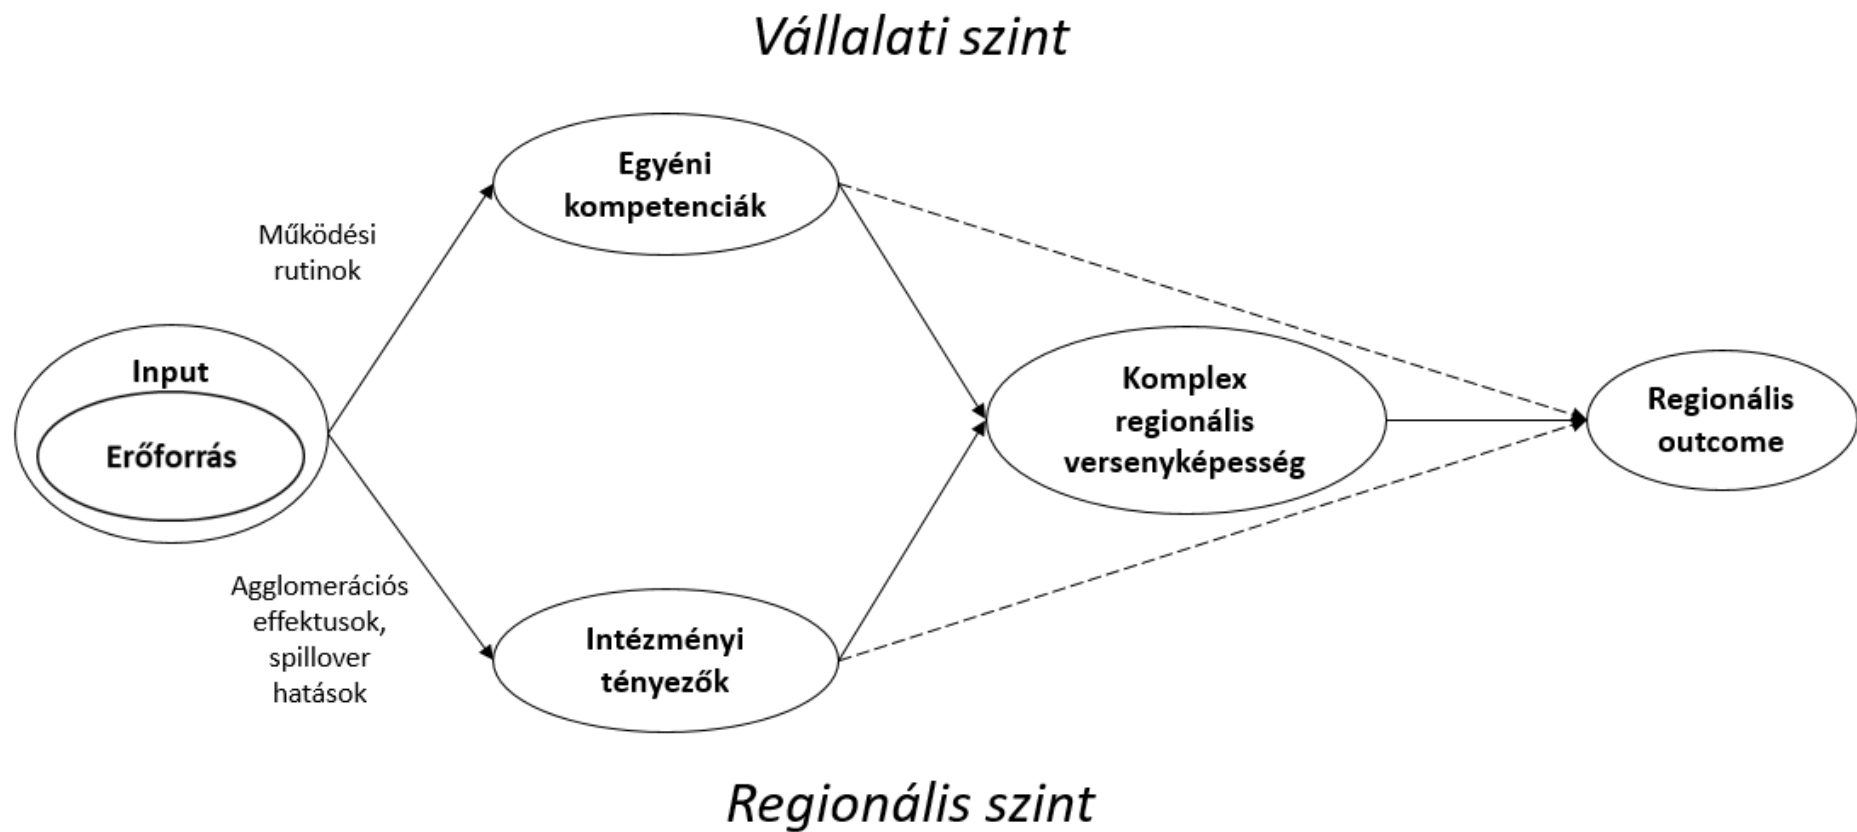 Vállalati szint
Egyéni
kompetenciák
Működési
rutinok
Input
Erőforrás
Komplex
regionális
versenyképesség
Regionális
outcome
Agglomerációs
effektusok,
spillover
hatások
Intézményi
tényezők
Regionális szint